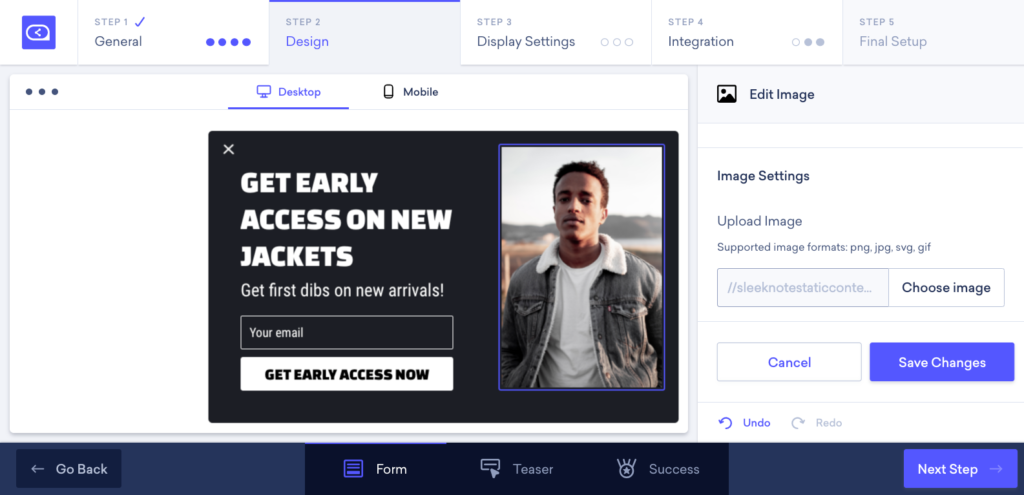 STEP 1
General
STEP 2
Design
STEP 3
Display Settings
STEP 4
Integration
STEP 5
Final Setup
Desktop
Mobile
GET EARLY
ACCESS ON NEW
JACKETS
Get first dibs on new arrivals!
Your email
GET EARLY ACCESS NOW
Edit Image
Image Settings
Upload Image
Supported image formats: png, jpg, svg, gif
//sleeknotestaticconte...
Choose image
Cancel
Save Changes
Undo
Redo
Go Back
Form
Teaser
Success
Next Step